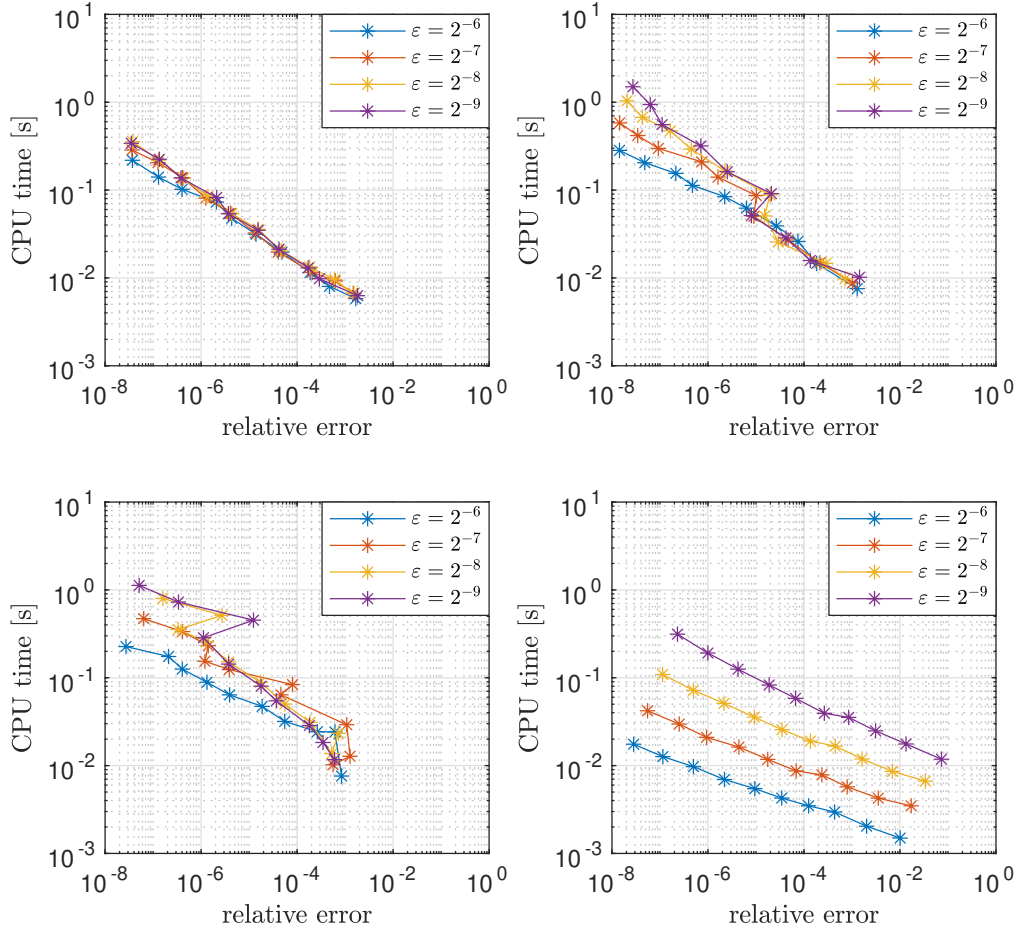 10^1
10^0
10^-1
10^-2
10^-3
CPU time [s]
10^-8
10^-6
10^-4
10^-2
10^0
relative error
ε = 2^-6
ε = 2^-7
ε = 2^-8
ε = 2^-9
10^1
10^0
10^-1
10^-2
10^-3
CPU time [s]
10^-8
10^-6
10^-4
10^-2
10^0
relative error
ε = 2^-6
ε = 2^-7
ε = 2^-8
ε = 2^-9
10^1
10^0
10^-1
10^-2
10^-3
CPU time [s]
10^-8
10^-6
10^-4
10^-2
10^0
relative error
ε = 2^-6
ε = 2^-7
ε = 2^-8
ε = 2^-9
10^1
10^0
10^-1
10^-2
10^-3
CPU time [s]
10^-8
10^-6
10^-4
10^-2
10^0
relative error
ε = 2^-6
ε = 2^-7
ε = 2^-8
ε = 2^-9